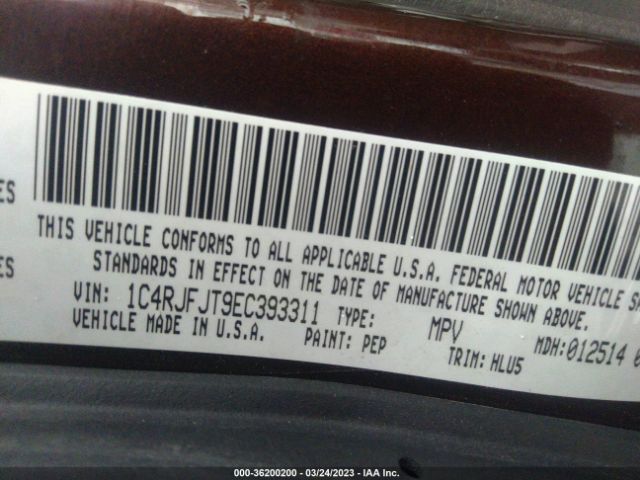 ES
THIS VEHICLE CONFORMS TO ALL APPLICABLE U.S.A. FEDERAL MOTOR VEHICLE
ES
STANDARDS IN EFFECT ON THE DATE OF MANUFACTURE SHOWN ABOVE.
VIN: 1C4RJFJT9EC393311 TYPE: MPV MDH:012514
VEHICLE MADE IN U.S.A. PAINT: PEP TRIM: HLU5
000-36200200 - 03/24/2023 - IAA Inc.